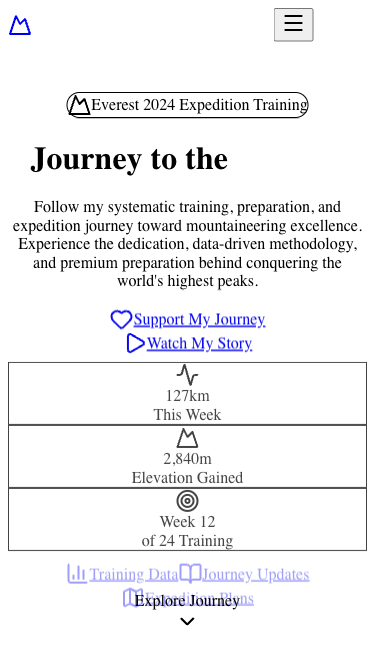 Everest 2024 Expedition Training
Journey to the
Follow my systematic training, preparation, and
expedition journey toward mountaineering excellence.
Experience the dedication, data-driven methodology,
and premium preparation behind conquering the
world's highest peaks.
Support My Journey
Watch My Story
127km
This Week
2,840m
Elevation Gained
Week 12
of 24 Training
Training Data Journey Updates
Expedition Plans
Explore Journey